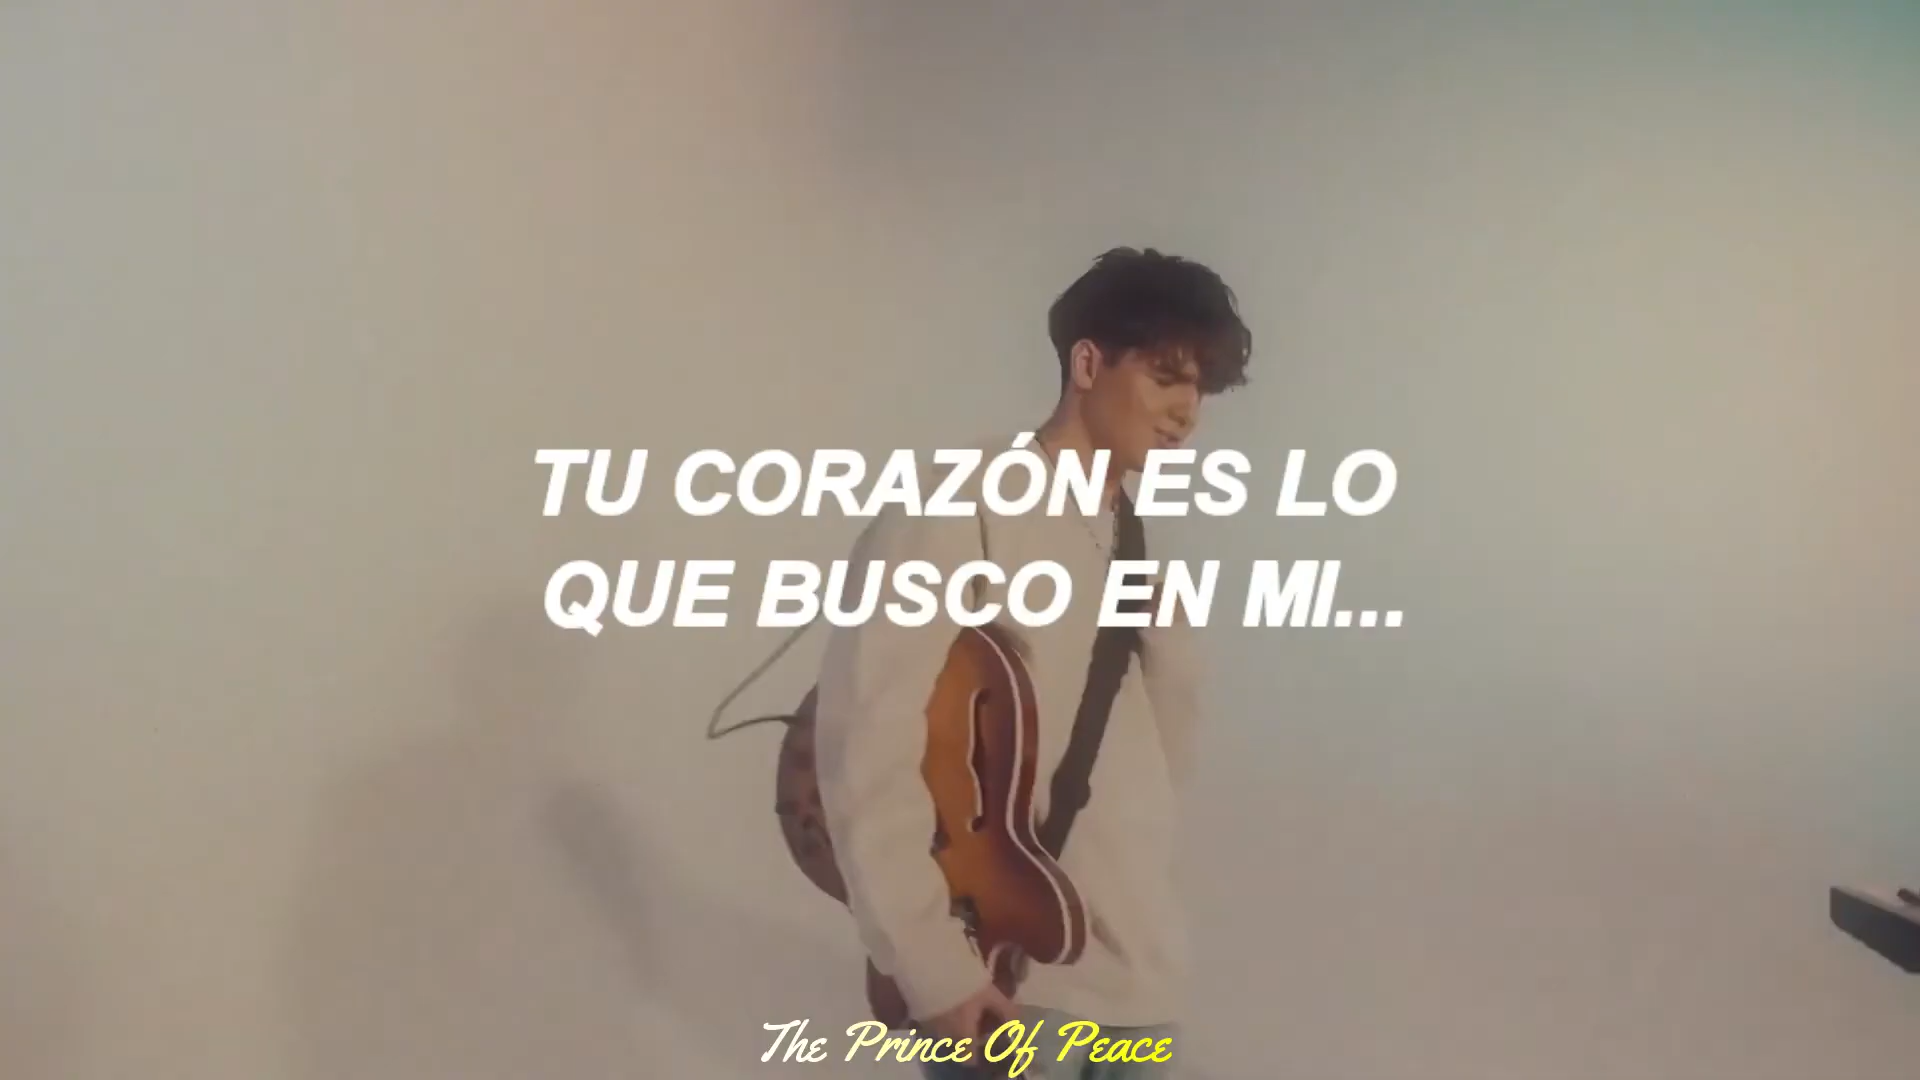 TU CORAZÓN ES LO
QUE BUSCO EN MI...
The Prince Of Peace